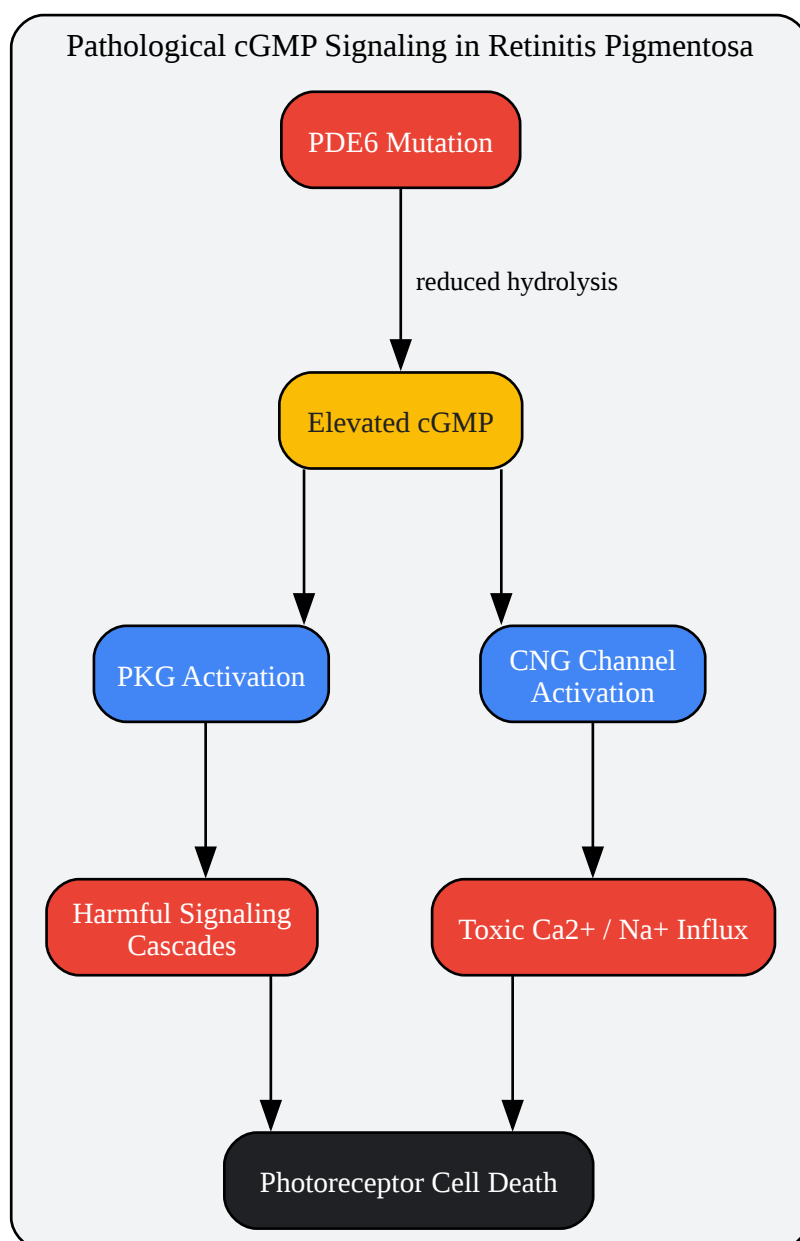 Pathological cGMP Signaling in Retinitis Pigmentosa
PDE6 Mutation
reduced hydrolysis
Elevated cGMP
PKG Activation
CNG Channel
Activation
Harmful Signaling
Cascades
Toxic Ca2+ / Na+ Influx
Photoreceptor Cell Death